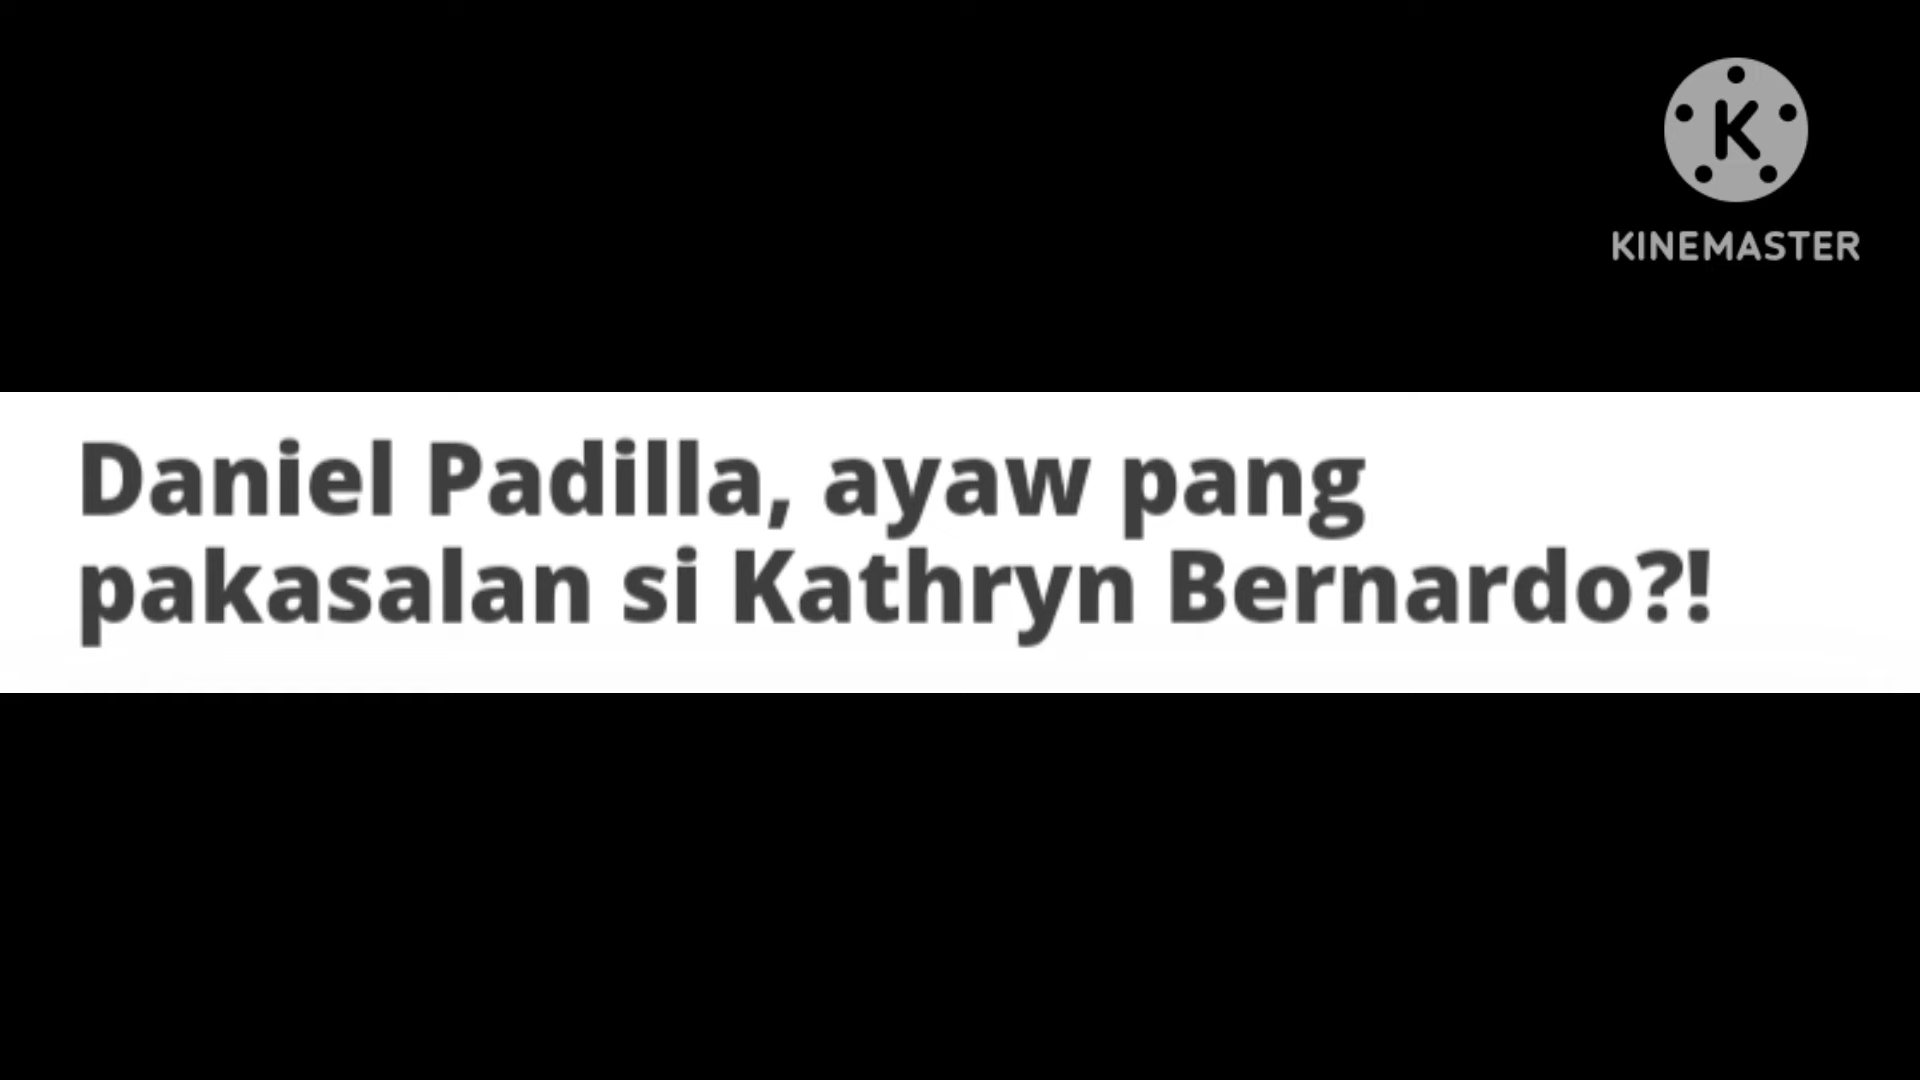 K
KINEMASTER
Daniel Padilla, ayaw pang
pakasalan si Kathryn Bernardo?!